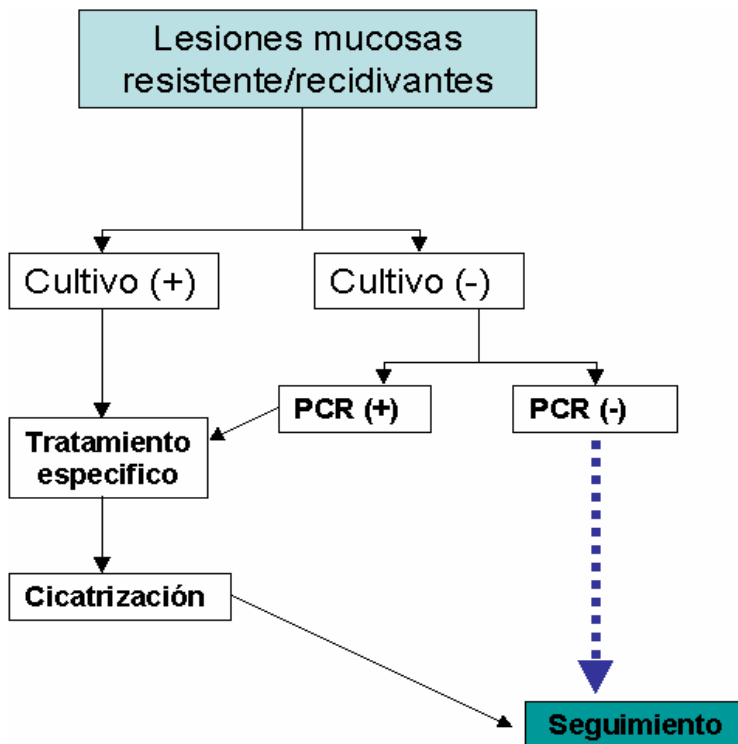 Lesiones mucosas
resistente/recidivantes
Cultivo (+)
Cultivo (-)
PCR (+)
PCR (-)
Tratamiento
especifico
Cicatrización
Seguimiento